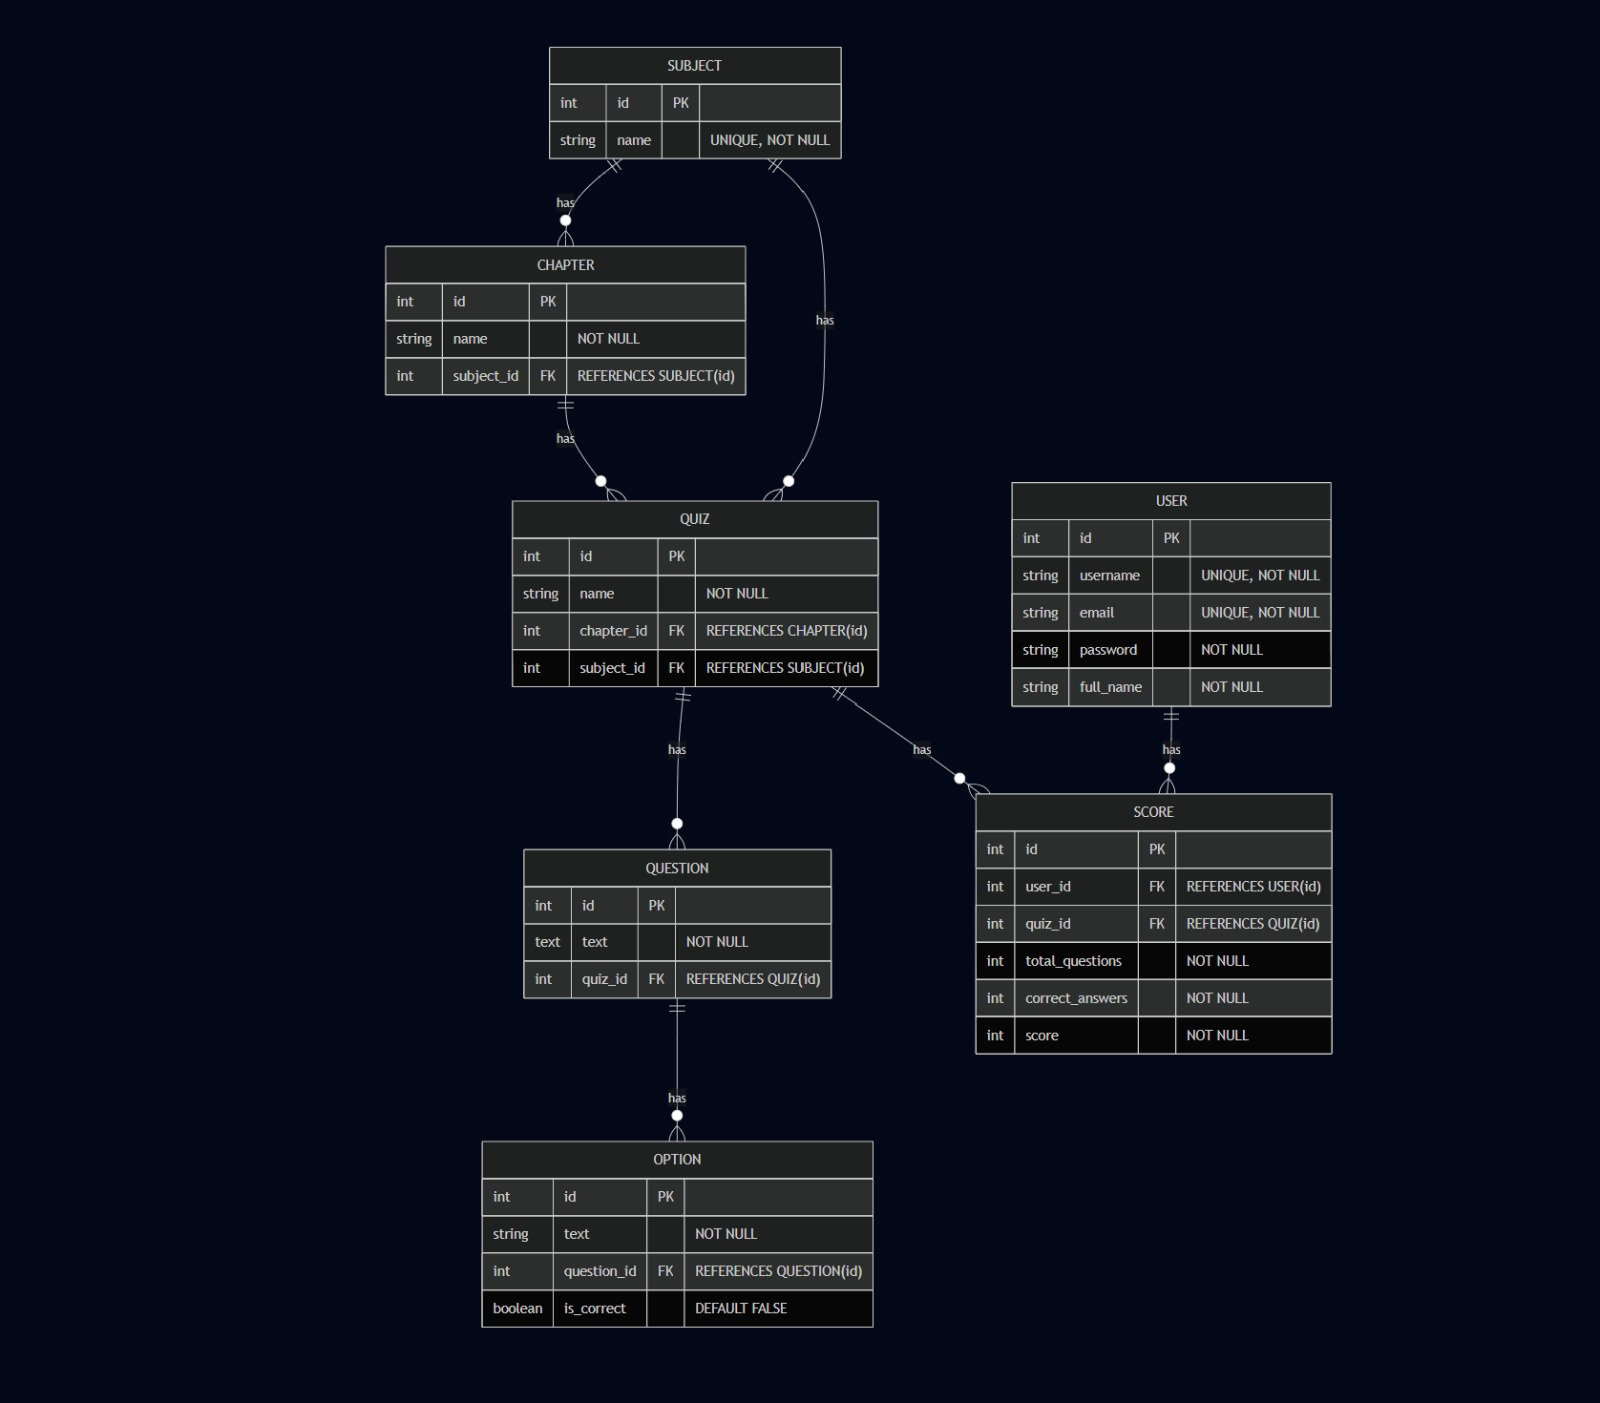 SUBJECT
int id PK
string name UNIQUE, NOT NULL
has
CHAPTER
int id PK
string name NOT NULL
int subject_id FK REFERENCES SUBJECT(id)
has
has
QUIZ
int id PK
string name NOT NULL
int chapter_id FK REFERENCES CHAPTER(id)
int subject_id FK REFERENCES SUBJECT(id)
USER
int id PK
string username UNIQUE, NOT NULL
string email UNIQUE, NOT NULL
string password NOT NULL
string full_name NOT NULL
has
has
has
SCORE
int id PK
int user_id FK REFERENCES USER(id)
int quiz_id FK REFERENCES QUIZ(id)
int total_questions NOT NULL
int correct_answers NOT NULL
int score NOT NULL
QUESTION
int id PK
text text NOT NULL
int quiz_id FK REFERENCES QUIZ(id)
has
OPTION
int id PK
string text NOT NULL
int question_id FK REFERENCES QUESTION(id)
boolean is_correct DEFAULT FALSE